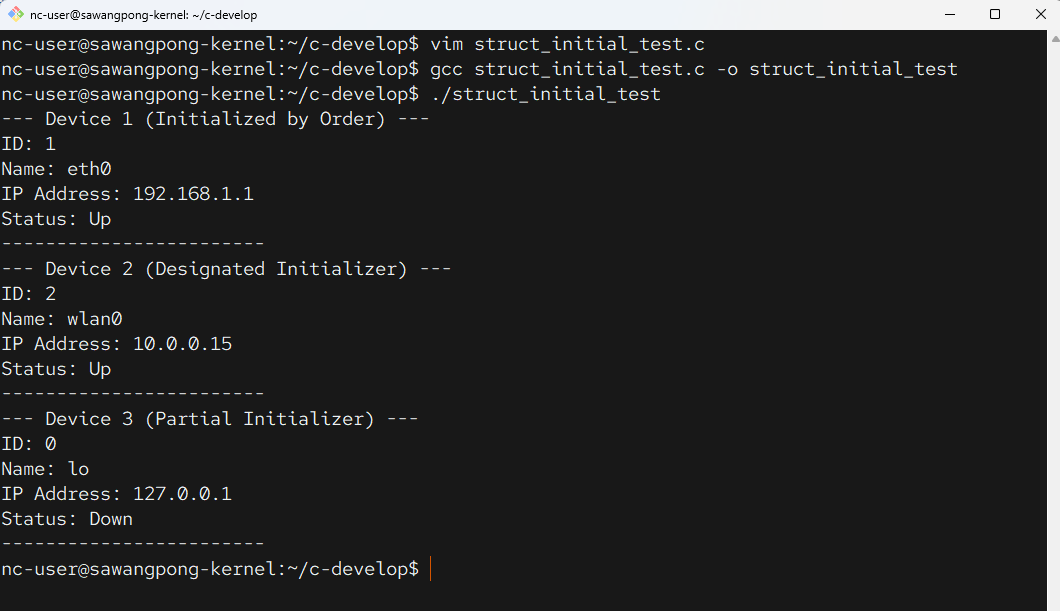 nc-user@sawangpong-kernel: ~/c-develop
nc-user@sawangpong-kernel:~/c-develop$ vim struct_initial_test.c
nc-user@sawangpong-kernel:~/c-develop$ gcc struct_initial_test.c -o struct_initial_test
nc-user@sawangpong-kernel:~/c-develop$ ./struct_initial_test
--- Device 1 (Initialized by Order) ---
ID: 1
Name: eth0
IP Address: 192.168.1.1
Status: Up
------------------------
--- Device 2 (Designated Initializer) ---
ID: 2
Name: wlan0
IP Address: 10.0.0.15
Status: Up
------------------------
--- Device 3 (Partial Initializer) ---
ID: 0
Name: lo
IP Address: 127.0.0.1
Status: Down
------------------------
nc-user@sawangpong-kernel:~/c-develop$